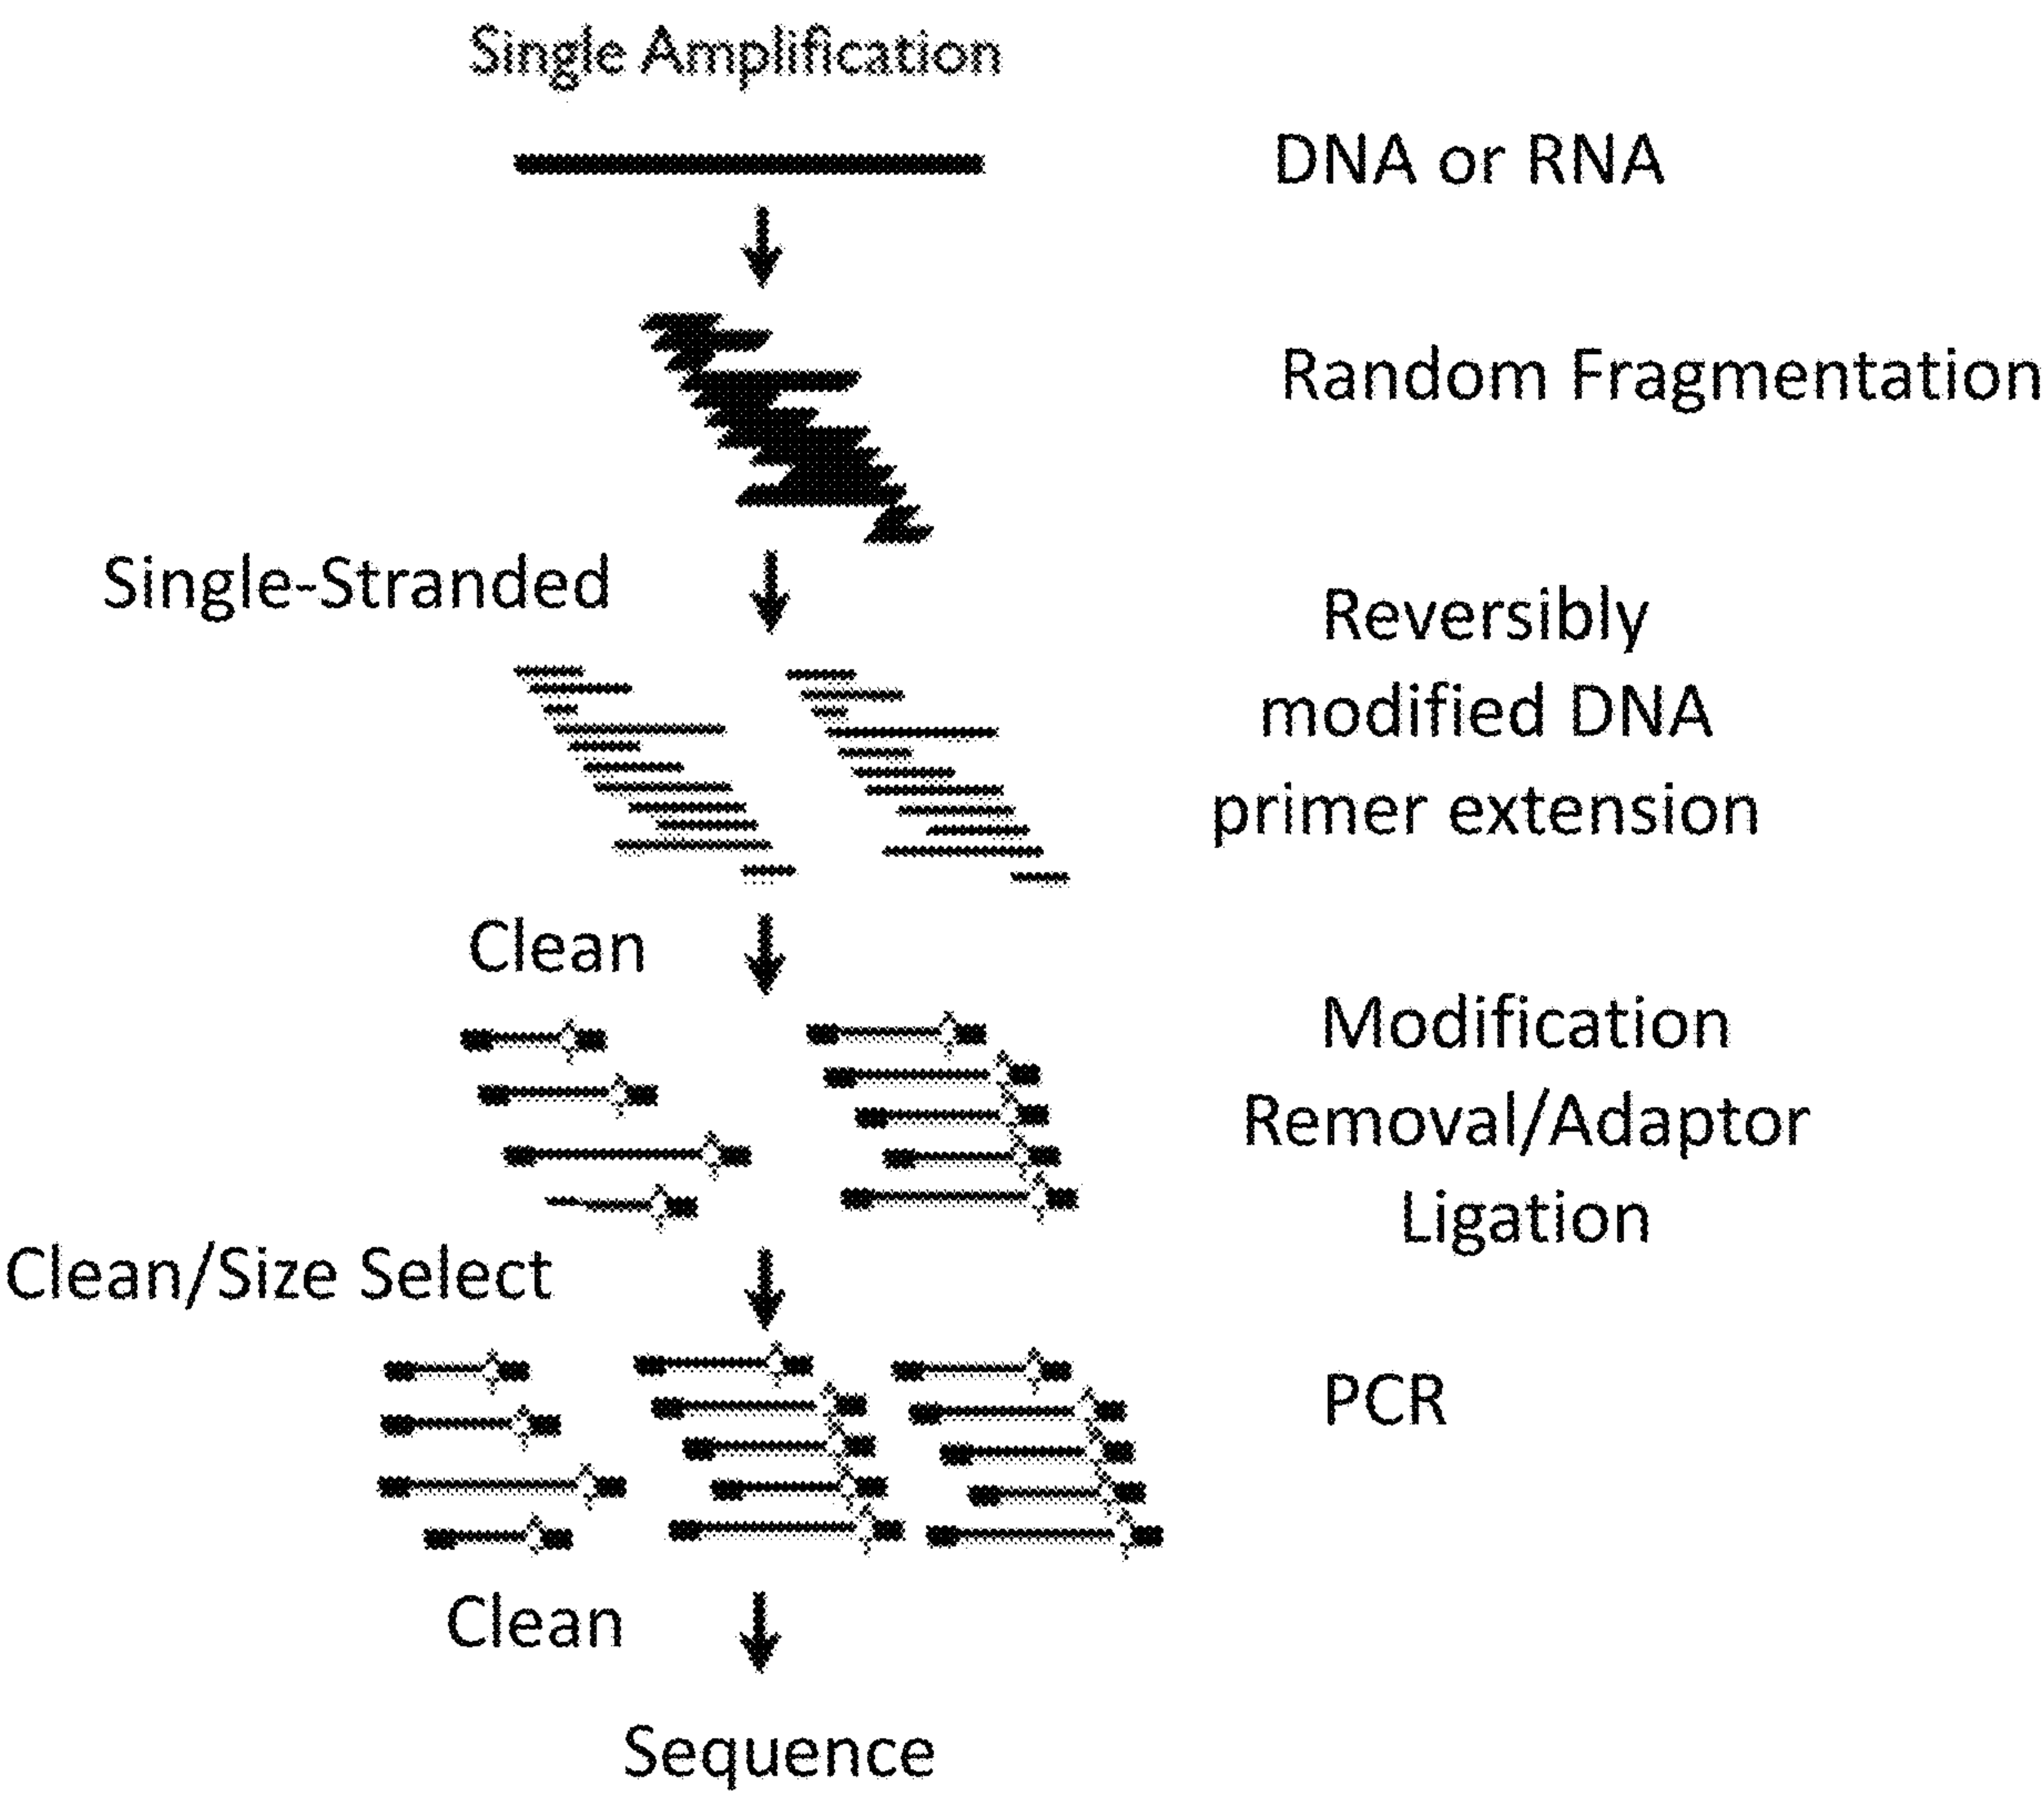 Single Amplification
DNA or RNA
Random Fragmentation
Single-Stranded
Reversibly
modified DNA
primer extension
Clean
Modification
Removal/Adaptor
Ligation
Clean/Size Select
PCR
Clean
Sequence